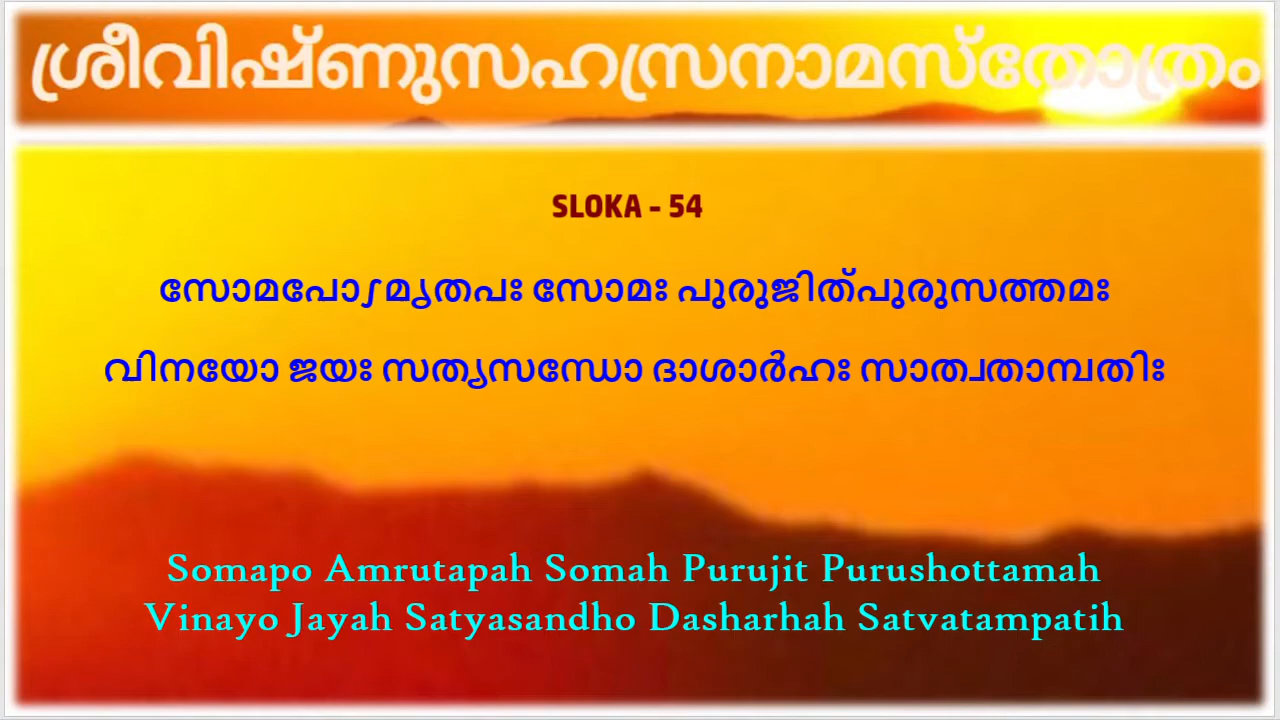 ശ്രീവിഷ്ണുസഹസ്രനാമസ്തോത്രം
SLOKA - 54
സോമപോഽമൃതപഃ സോമഃ പുരുജിത്പുരുസത്തമഃ
വിനയോ ജയഃ സത്യസന്ധോ ദാശാർഹഃ സാത്വതാമ്പതിഃ
Somapo Amrutapah Somah Purujit Purushottamah
Vinayo Jayah Satyasandho Dasharhah Satvatampatih